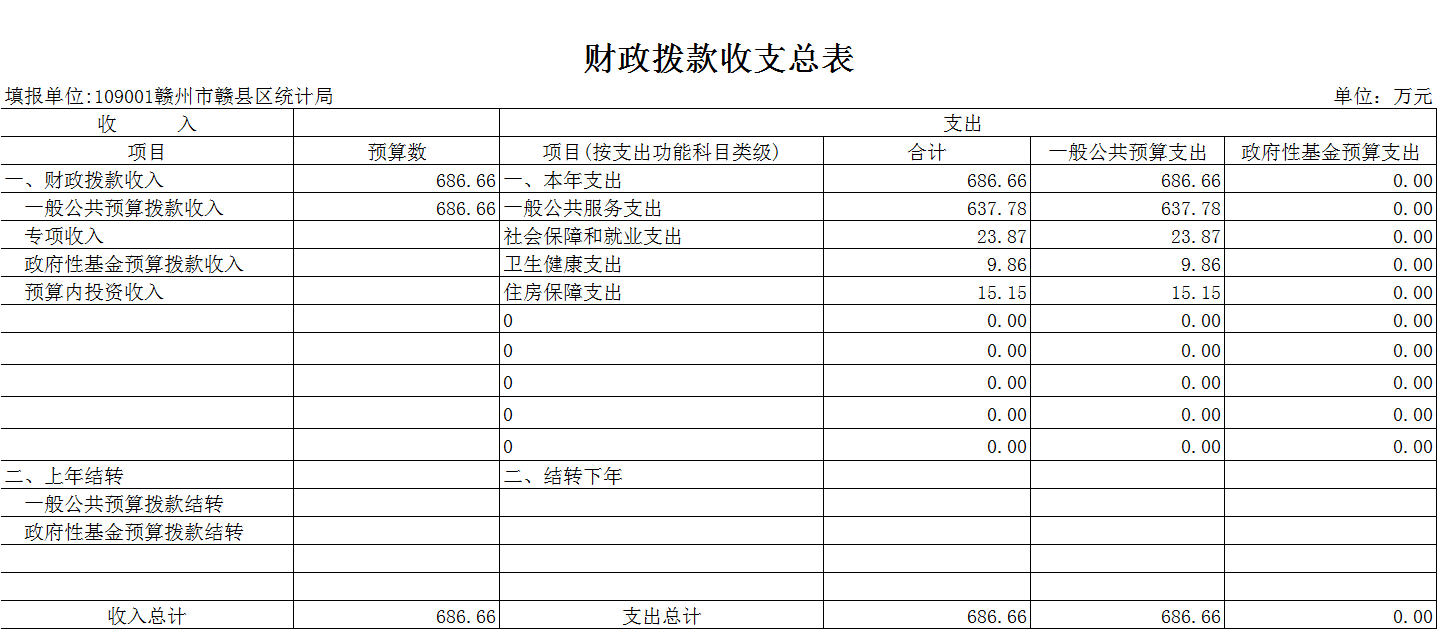 财政拨款收支总表
填报单位:109001赣州市赣县区统计局 单位：万元
收 入 支出
项目 预算数 项目(按支出功能科目类级) 合计 一般公共预算支出 政府性基金预算支出
一、财政拨款收入 686.66 一、本年支出 686.66 686.66 0.00
一般公共预算拨款收入 686.66 一般公共服务支出 637.78 637.78 0.00
专项收入 社会保障和就业支出 23.87 23.87 0.00
政府性基金预算拨款收入 卫生健康支出 9.86 9.86 0.00
预算内投资收入 住房保障支出 15.15 15.15 0.00
0 0.00 0.00 0.00
0 0.00 0.00 0.00
0 0.00 0.00 0.00
0 0.00 0.00 0.00
0 0.00 0.00 0.00
二、上年结转 二、结转下年
一般公共预算拨款结转
政府性基金预算拨款结转
收入总计 686.66 支出总计 686.66 686.66 0.00